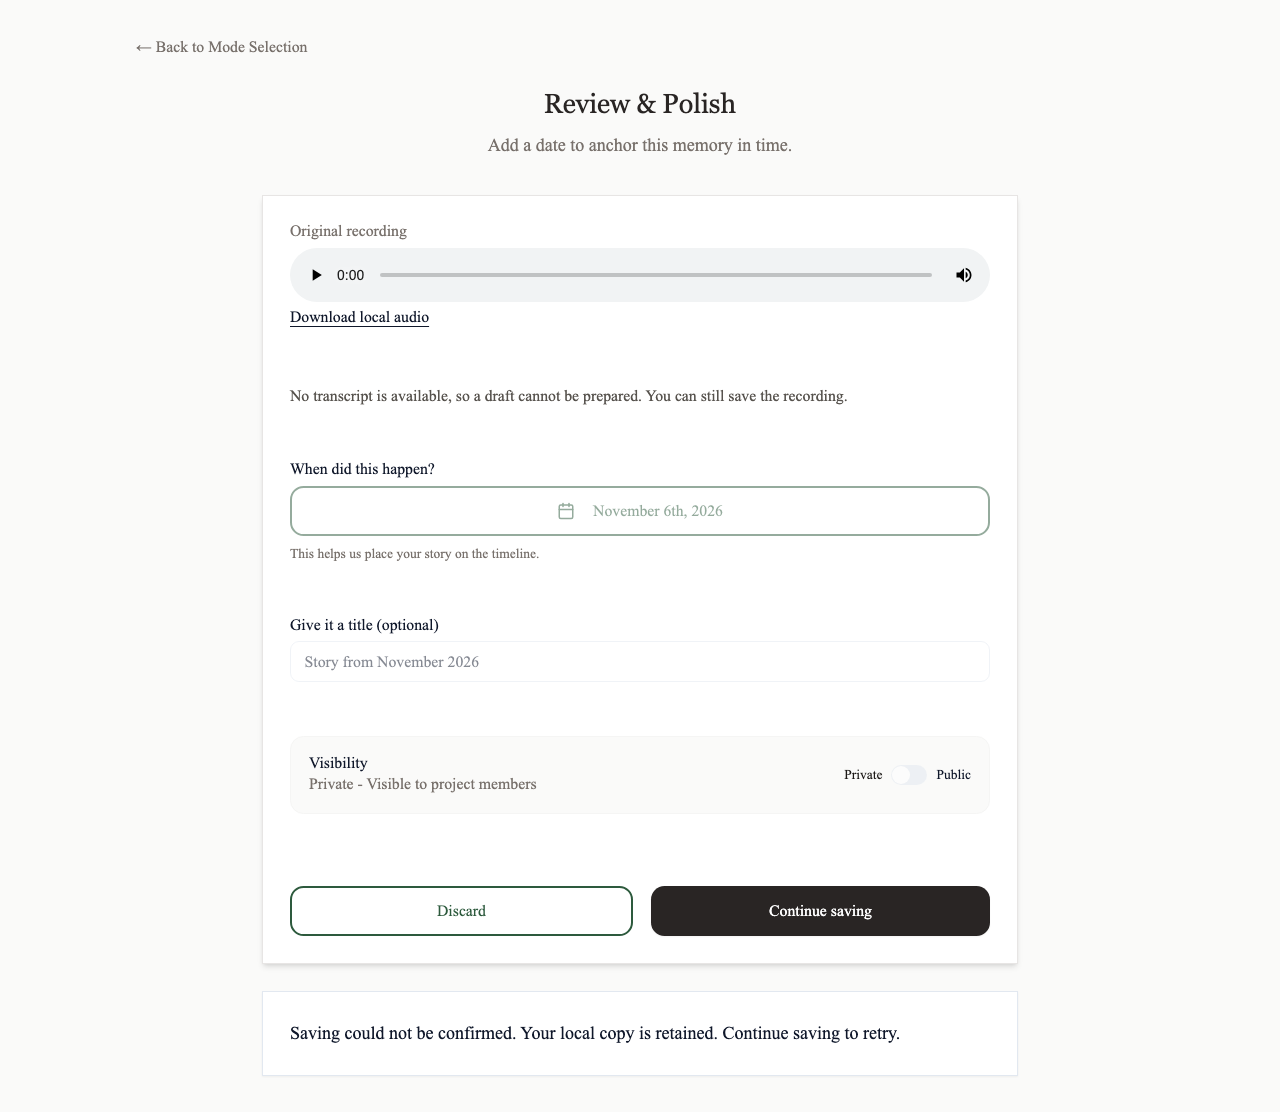 ← Back to Mode Selection
Review & Polish
Add a date to anchor this memory in time.
Original recording
0:00
Download local audio
No transcript is available, so a draft cannot be prepared. You can still save the recording.
When did this happen?
November 6th, 2026
This helps us place your story on the timeline.
Give it a title (optional)
Story from November 2026
Visibility
Private - Visible to project members
Private Public
Discard Continue saving
Saving could not be confirmed. Your local copy is retained. Continue saving to retry.